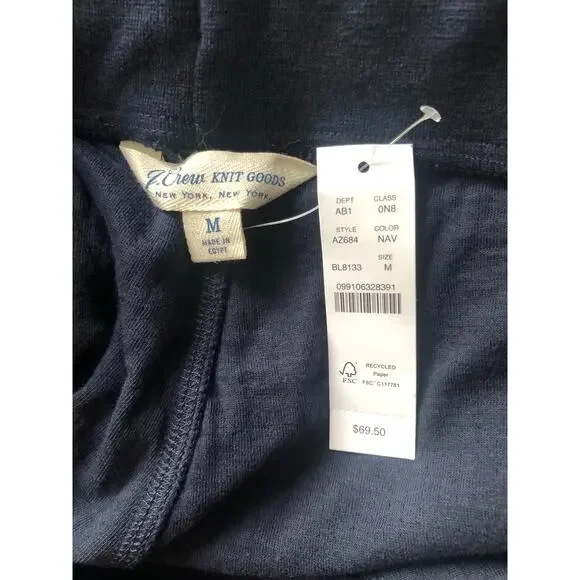 J.Crew KNIT GOODS
NEW YORK, NEW YORK.
M
MADE IN
EGYPT
DEPT CLASS
AB1 0N8
STYLE COLOR
AZ684 NAV
SIZE
BL8133 M
099106328391
FSC
RECYCLED
Paper
FSC® C117781
$69.50